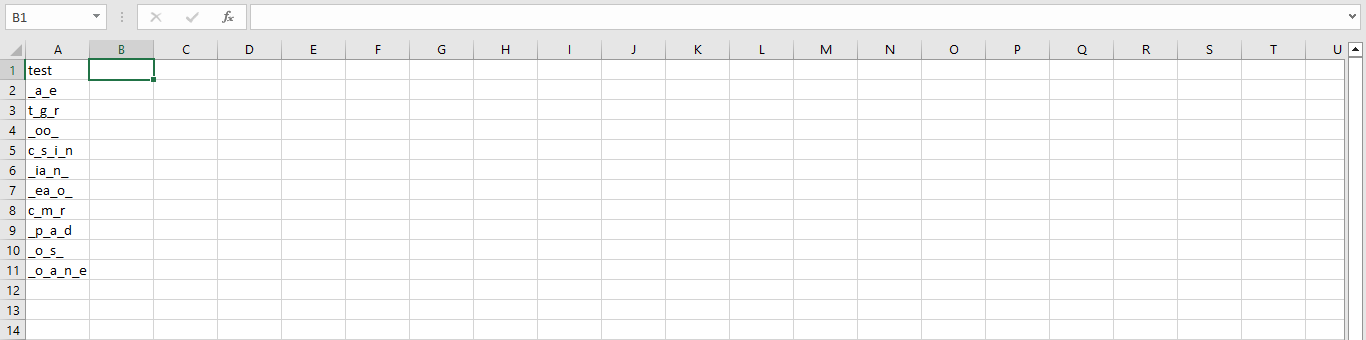 B1 fx
A B C D E F G H I J K L M N O P Q R S T U
1 test
2 _a_e
3 t_g_r
4 _oo_
5 c_s_i_n
6 _ia_n_
7 _ea_o_
8 c_m_r
9 _p_a_d
10 _o_s_
11 _o_a_n_e
12
13
14